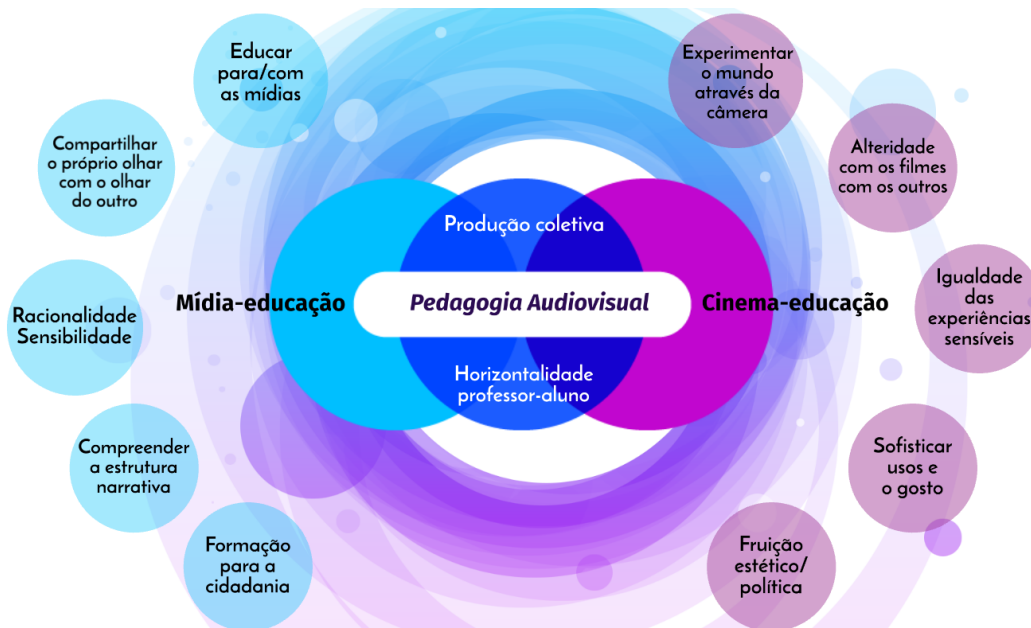 Educar
para/com
as mídias
Compartilhar
o próprio olhar
com o olhar
do outro
Racionalidade
Sensibilidade
Compreender
a estrutura
narrativa
Formação
para a
cidadania
Mídia-educação
Produção coletiva
Pedagogia Audiovisual
Horizontalidade
professor-aluno
Cinema-educação
Experimentar
o mundo
através da
câmera
Alteridade
com os filmes
com os outros
Igualdade
das
experiências
sensíveis
Sofisticar
usos e
o gosto
Fruição
estético/
política